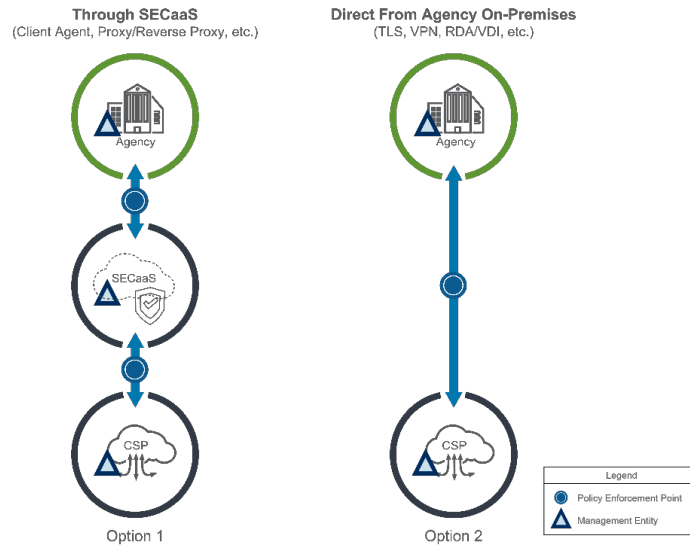 Through SECaaS
(Client Agent, Proxy/Reverse Proxy, etc.)
Direct From Agency On-Premises
(TLS, VPN, RDA/VDI, etc.)
Agency
Agency
SECaaS
CSP
CSP
Option 1
Option 2
Legend
Policy Enforcement Point
Management Entity